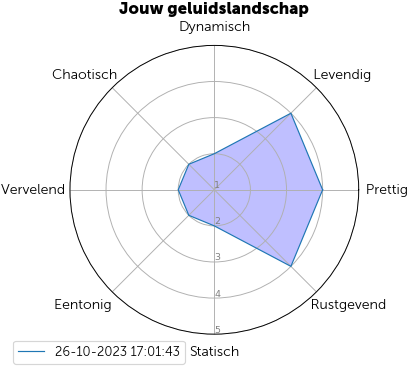 Jouw geluidslandschap
Dynamisch
Chaotisch
Levendig
Vervelend
1
Prettig
2
3
Eentonig
4
Rustgevend
5
26-10-2023 17:01:43
Statisch